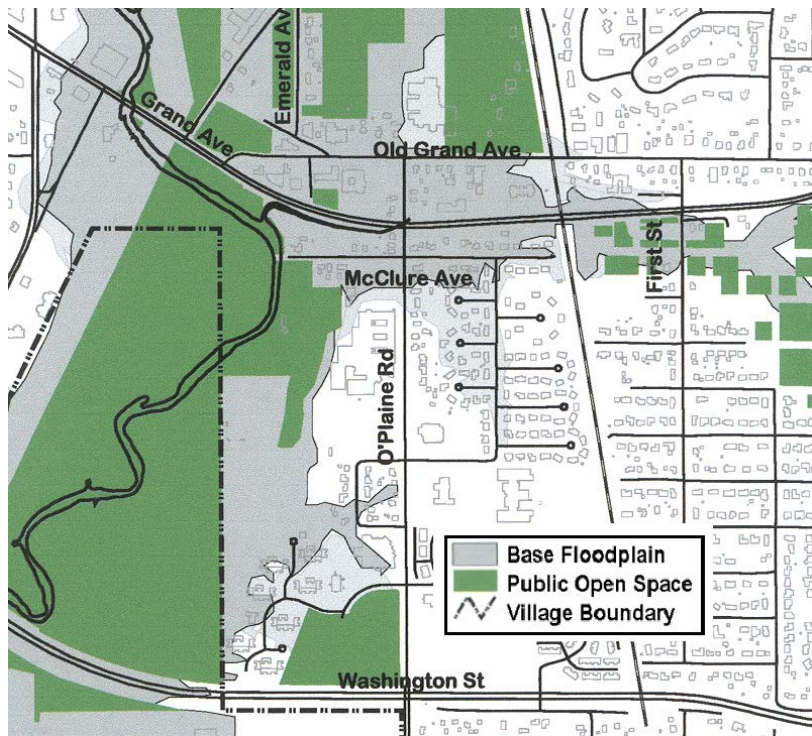 Emerald Av
Grand Ave
Old Grand Ave
First St
McClure Ave
O'Plaine Rd
Base Floodplain
Public Open Space
Village Boundary
Washington St